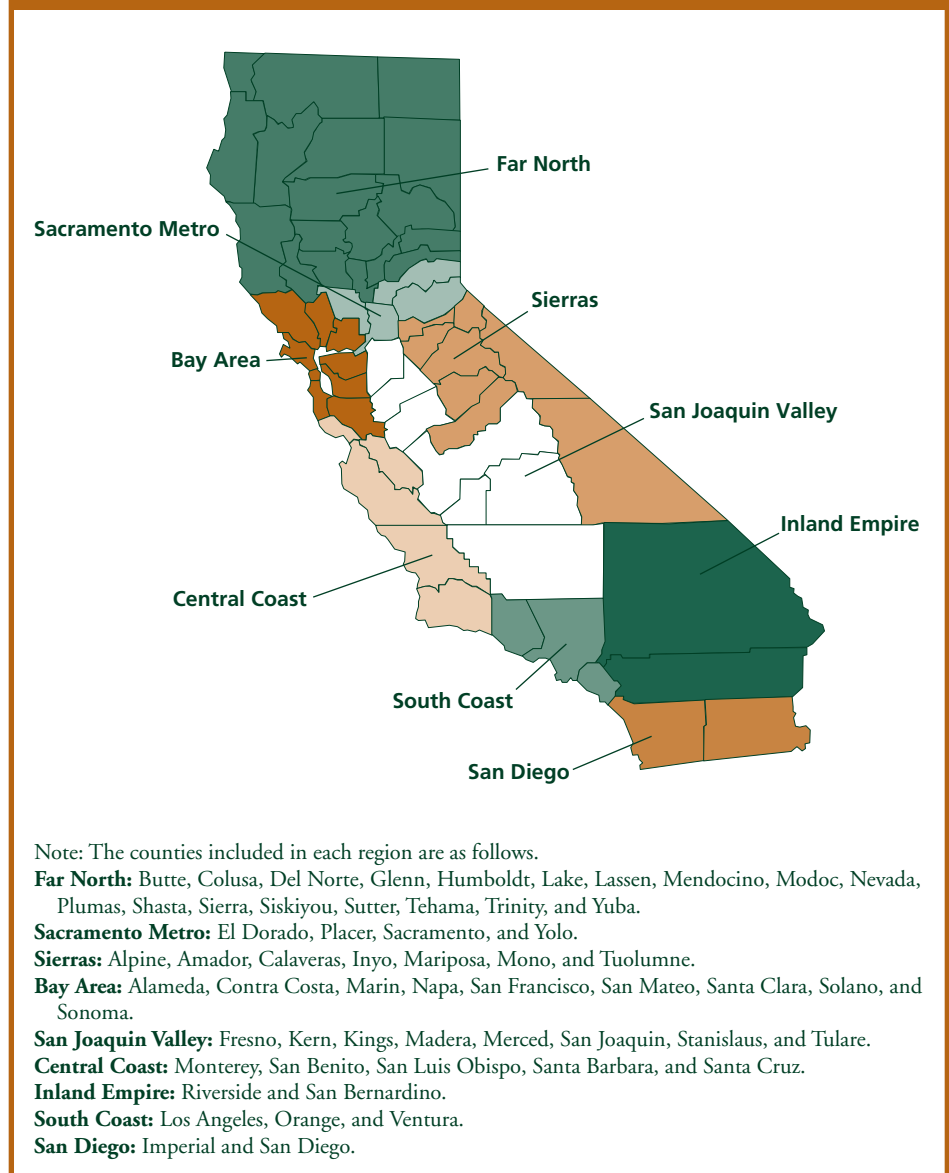 Far North
Sacramento Metro
Sierras
Bay Area
San Joaquin Valley
Inland Empire
Central Coast
South Coast
San Diego
Note: The counties included in each region are as follows.
Far North: Butte, Colusa, Del Norte, Glenn, Humboldt, Lake, Lassen, Mendocino, Modoc, Nevada,
Plumas, Shasta, Sierra, Siskiyou, Sutter, Tehama, Trinity, and Yuba.
Sacramento Metro: El Dorado, Placer, Sacramento, and Yolo.
Sierras: Alpine, Amador, Calaveras, Inyo, Mariposa, Mono, and Tuolumne.
Bay Area: Alameda, Contra Costa, Marin, Napa, San Francisco, San Mateo, Santa Clara, Solano, and
Sonoma.
San Joaquin Valley: Fresno, Kern, Kings, Madera, Merced, San Joaquin, Stanislaus, and Tulare.
Central Coast: Monterey, San Benito, San Luis Obispo, Santa Barbara, and Santa Cruz.
Inland Empire: Riverside and San Bernardino.
South Coast: Los Angeles, Orange, and Ventura.
San Diego: Imperial and San Diego.